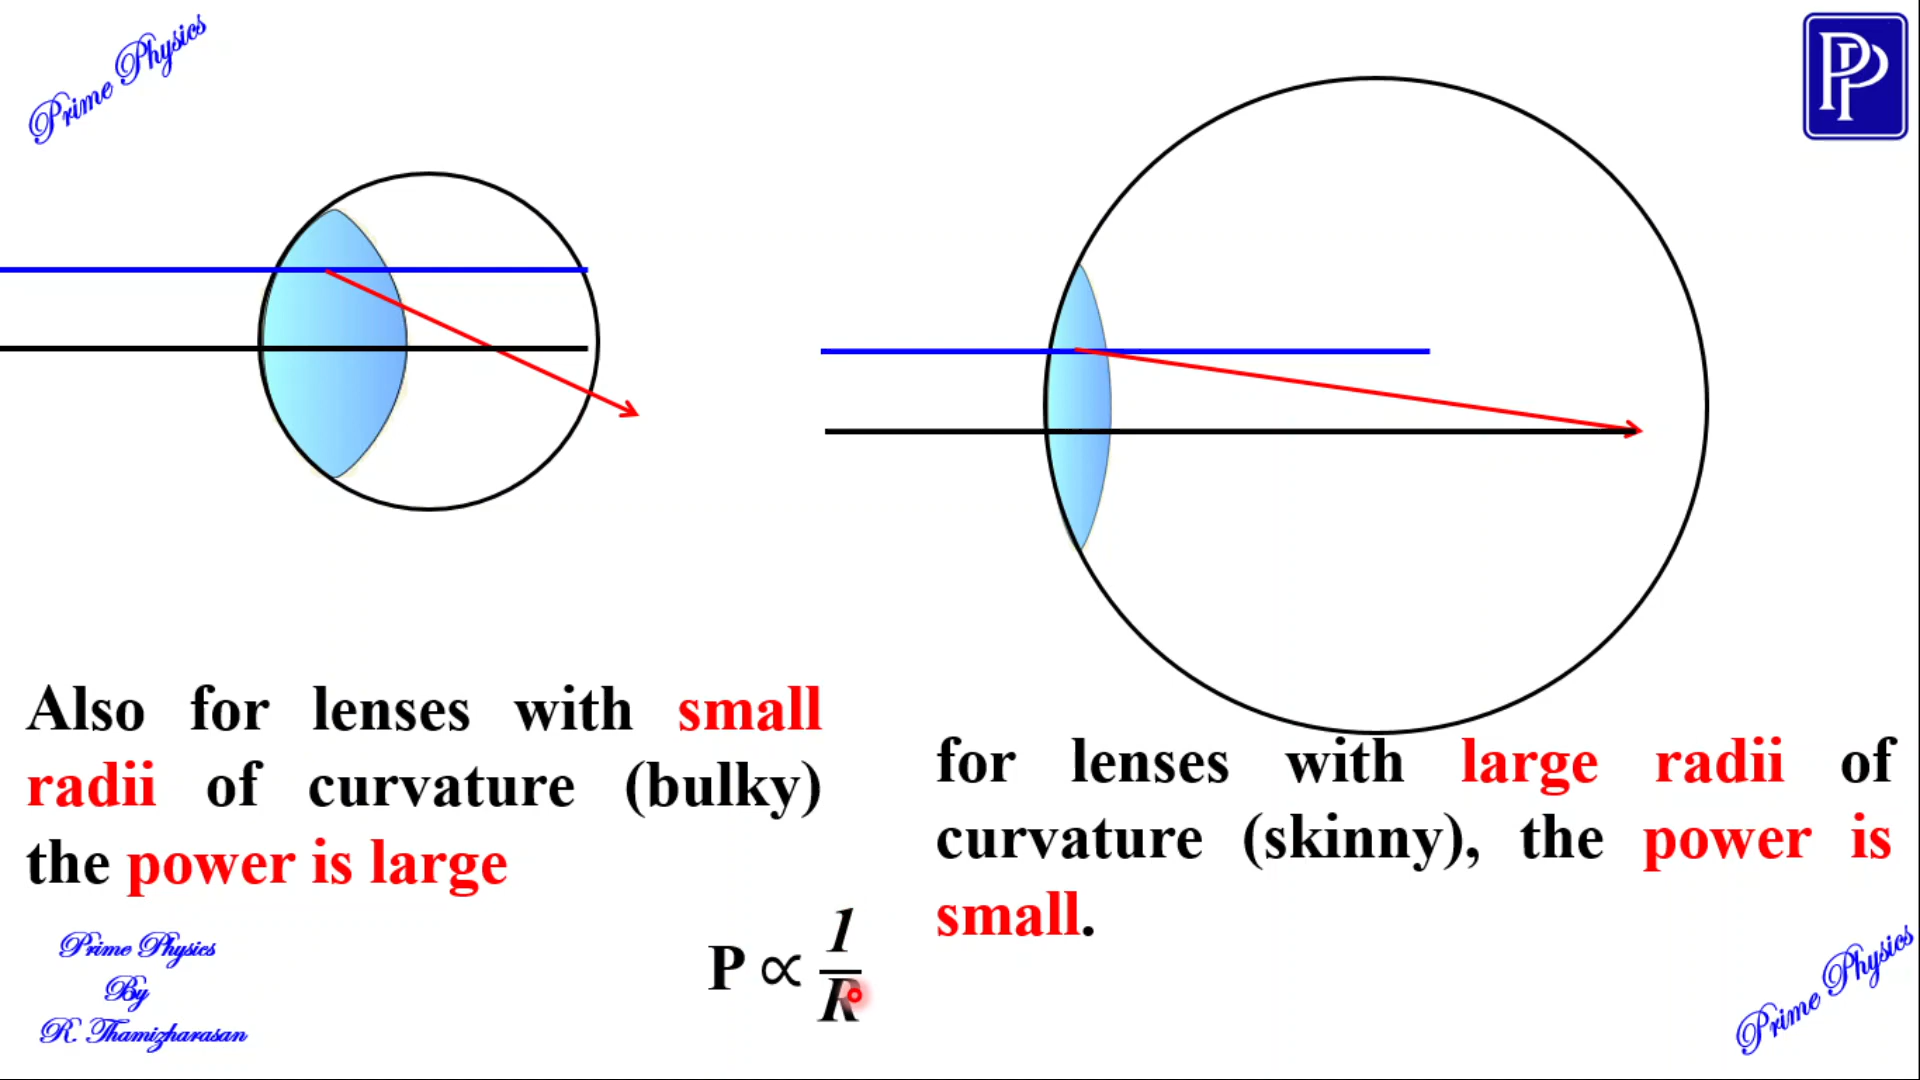 Prime Physics
PP
Also for lenses with small
radii of curvature (bulky)
the power is large
for lenses with large radii of
curvature (skinny), the power is
small.
P ∝ 1/R
Prime Physics
By
R. Thamizharasan
Prime Physics